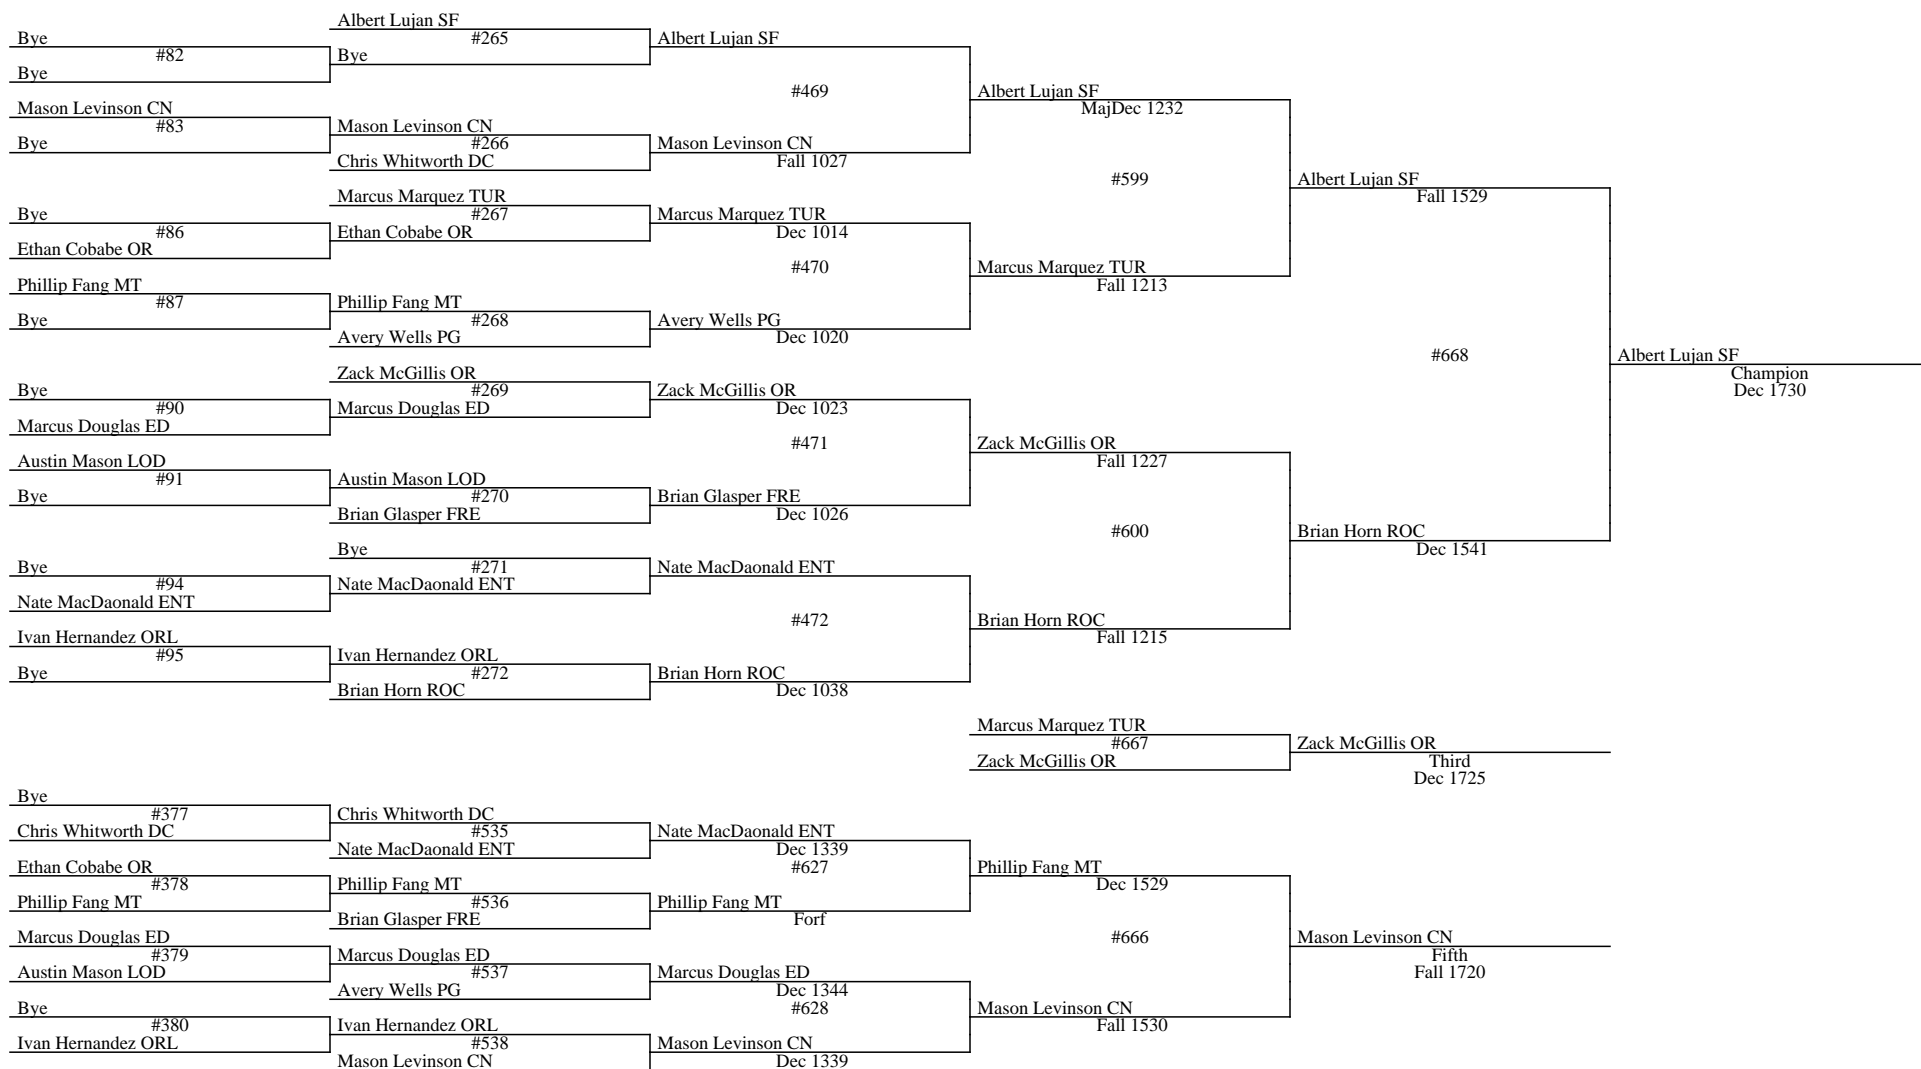 Albert Lujan SF
Bye
#265
Albert Lujan SF
#82
Bye
Bye
#469
Albert Lujan SF
Mason Levinson CN
MajDec 1232
#83
Mason Levinson CN
Bye
#266
Mason Levinson CN
Chris Whitworth DC
Fall 1027
#599
Albert Lujan SF
Marcus Marquez TUR
Fall 1529
Bye
#267
Marcus Marquez TUR
#86
Ethan Cobabe OR
Dec 1014
Ethan Cobabe OR
#470
Marcus Marquez TUR
Phillip Fang MT
Fall 1213
#87
Phillip Fang MT
Bye
#268
Avery Wells PG
Avery Wells PG
Dec 1020
#668
Albert Lujan SF
Zack McGillis OR
Champion
Bye
#269
Zack McGillis OR
Dec 1730
#90
Marcus Douglas ED
Dec 1023
Marcus Douglas ED
#471
Zack McGillis OR
Austin Mason LOD
Fall 1227
#91
Austin Mason LOD
Bye
#270
Brian Glasper FRE
Brian Glasper FRE
Dec 1026
#600
Brian Horn ROC
Bye
Dec 1541
Bye
#271
Nate MacDaonald ENT
#94
Nate MacDaonald ENT
Nate MacDaonald ENT
#472
Brian Horn ROC
Ivan Hernandez ORL
Fall 1215
#95
Ivan Hernandez ORL
Bye
#272
Brian Horn ROC
Brian Horn ROC
Dec 1038
Marcus Marquez TUR
#667
Zack McGillis OR
Zack McGillis OR
Third
Dec 1725
Bye
#377
Chris Whitworth DC
Chris Whitworth DC
#535
Nate MacDaonald ENT
Nate MacDaonald ENT
Dec 1339
Ethan Cobabe OR
#627
Phillip Fang MT
#378
Phillip Fang MT
Dec 1529
Phillip Fang MT
#536
Phillip Fang MT
Brian Glasper FRE
Forf
Marcus Douglas ED
#666
Mason Levinson CN
#379
Marcus Douglas ED
Fifth
Austin Mason LOD
#537
Marcus Douglas ED
Fall 1720
Avery Wells PG
Dec 1344
Bye
#628
Mason Levinson CN
#380
Ivan Hernandez ORL
Fall 1530
Ivan Hernandez ORL
#538
Mason Levinson CN
Mason Levinson CN
Dec 1339